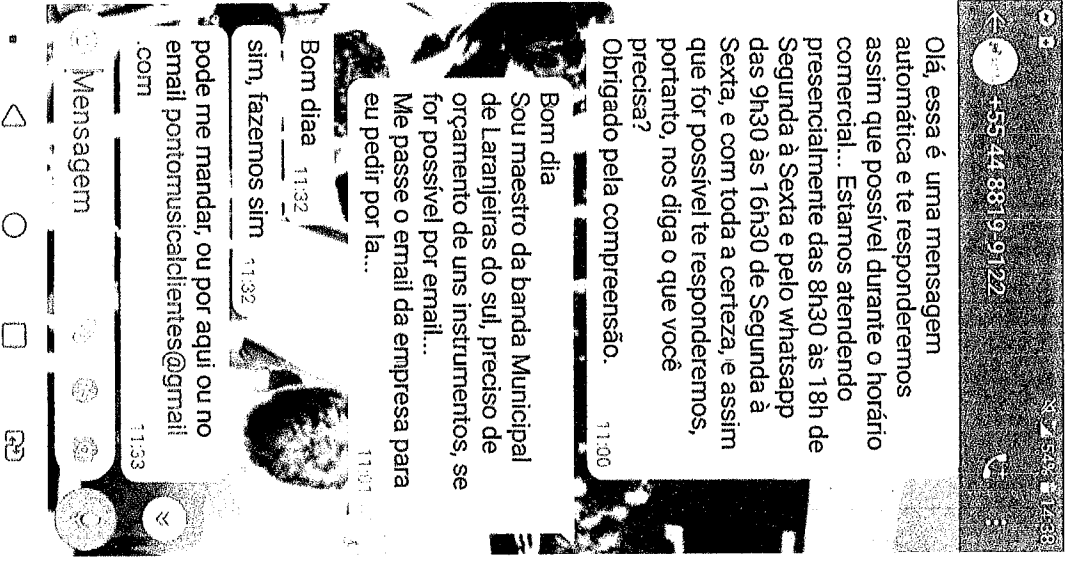 54% 14:38
+55 44 8819-9122
Olá, essa é uma mensagem
automática e te responderemos
assim que possível durante o horário
comercial... Estamos atendendo
presencialmente das 8h30 às 18h de
Segunda à Sexta e pelo whatsapp
das 9h30 às 16h30 de Segunda à
Sexta, e com toda a certeza, e assim
que for possível te responderemos,
portanto, nos diga o que você
precisa?
Obrigado pela compreensão.
11:00
Bom dia
Sou maestro da banda Municipal
de Laranjeiras do sul, preciso de
orçamento de uns instrumentos, se
for possível por email...
Me passe o email da empresa para
eu pedir por la...
Bom diaa 11:32
sim, fazemos sim 11:32
pode me mandar, ou por aqui ou no
email pontomusicalclientes@gmail
.com
11:33
Mensagem